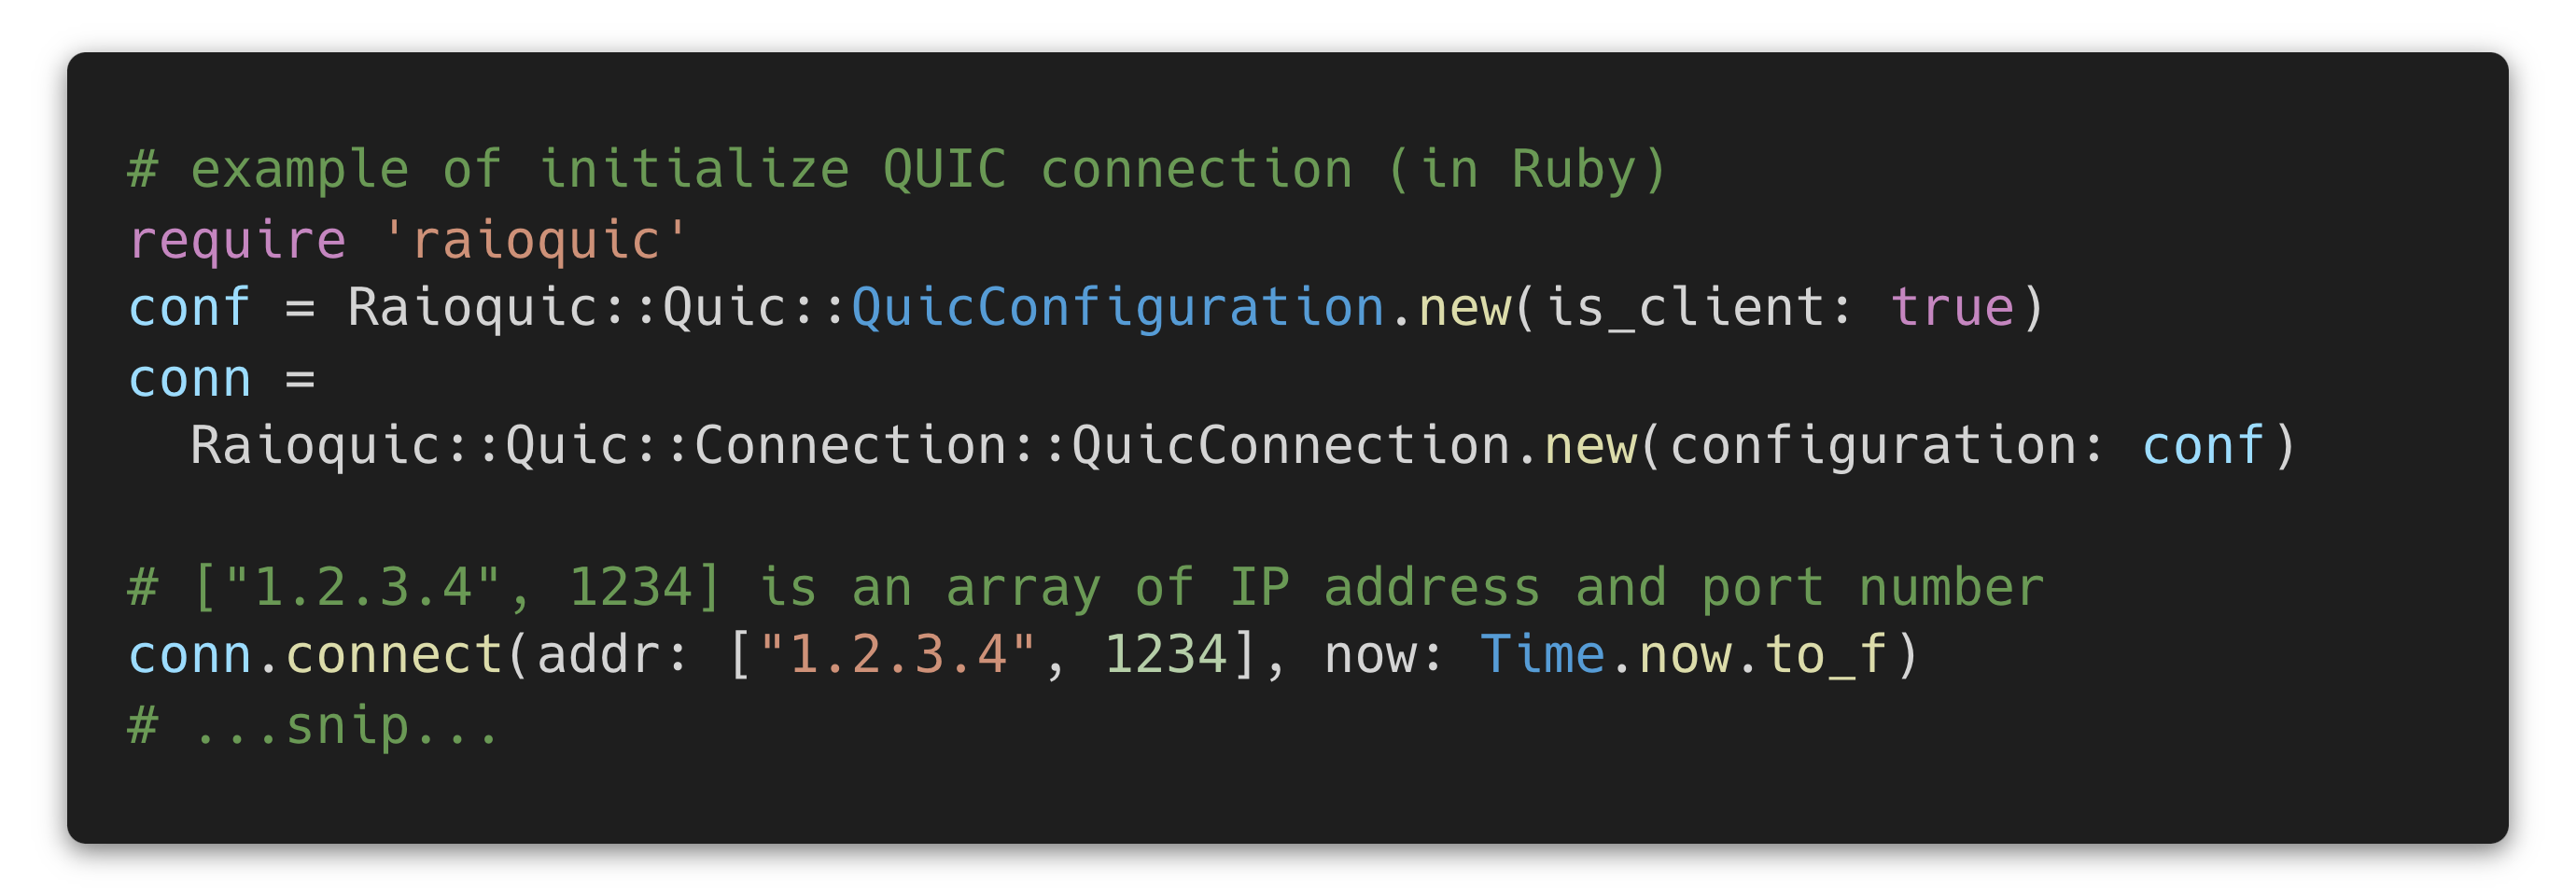 # example of initialize QUIC connection (in Ruby)
require 'raioquic'
conf = Raioquic::Quic::QuicConfiguration.new(is_client: true)
conn =
  Raioquic::Quic::Connection::QuicConnection.new(configuration: conf)

# ["1.2.3.4", 1234] is an array of IP address and port number
conn.connect(addr: ["1.2.3.4", 1234], now: Time.now.to_f)
# ...snip...